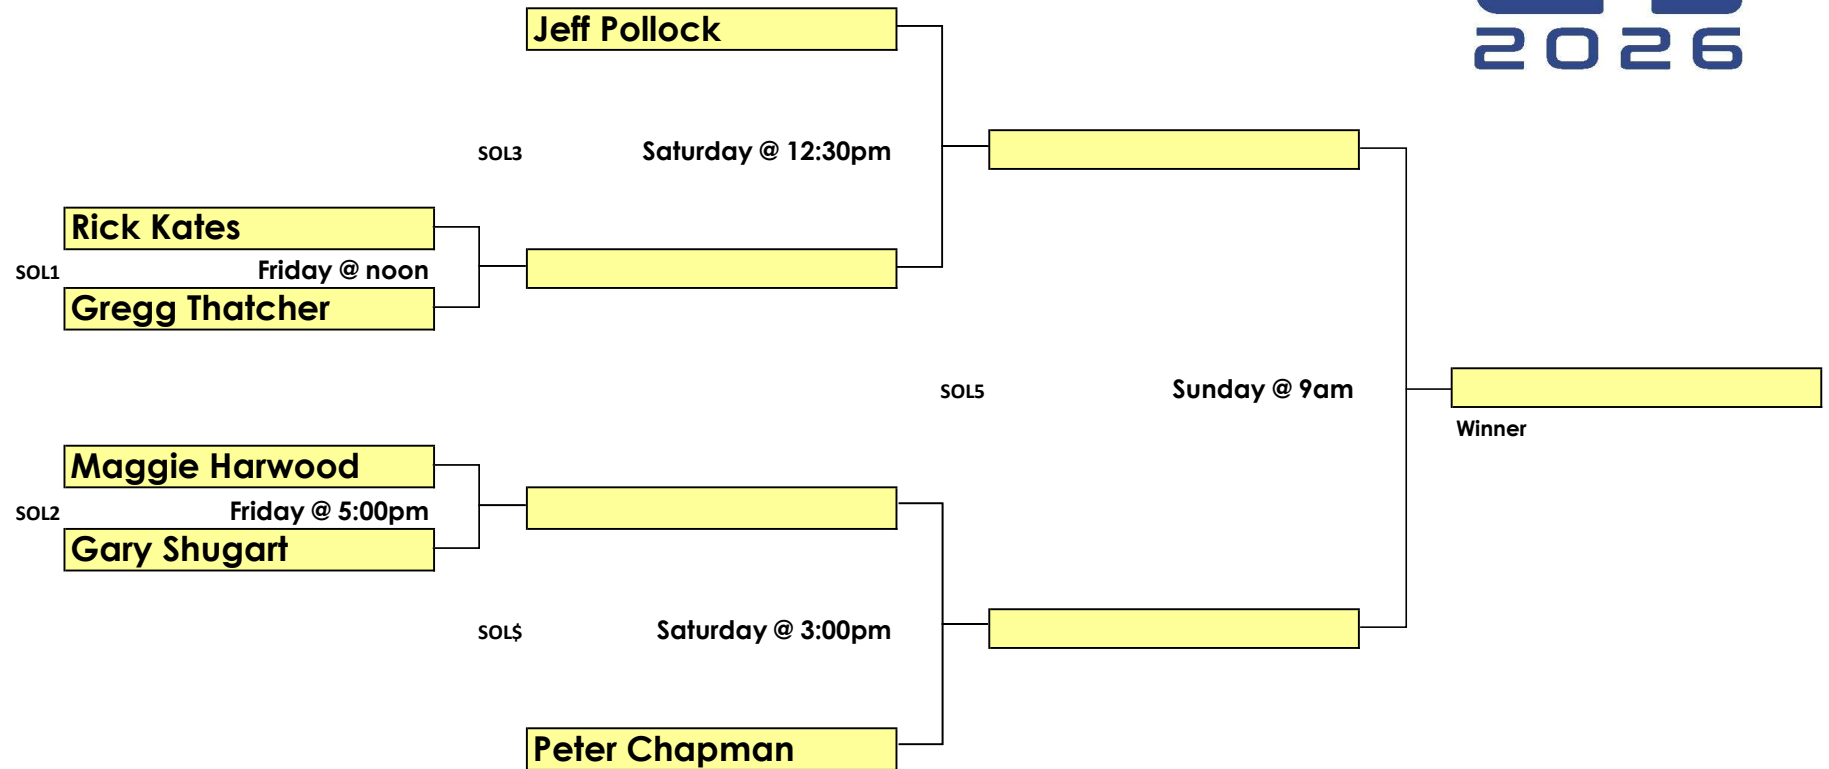 Jeff Pollock
2026
SOL3 Saturday @ 12:30pm
Rick Kates
SOL1 Friday @ noon
Gregg Thatcher
SOL5 Sunday @ 9am
Winner
Maggie Harwood
SOL2 Friday @ 5:00pm
Gary Shugart
SOL$ Saturday @ 3:00pm
Peter Chapman